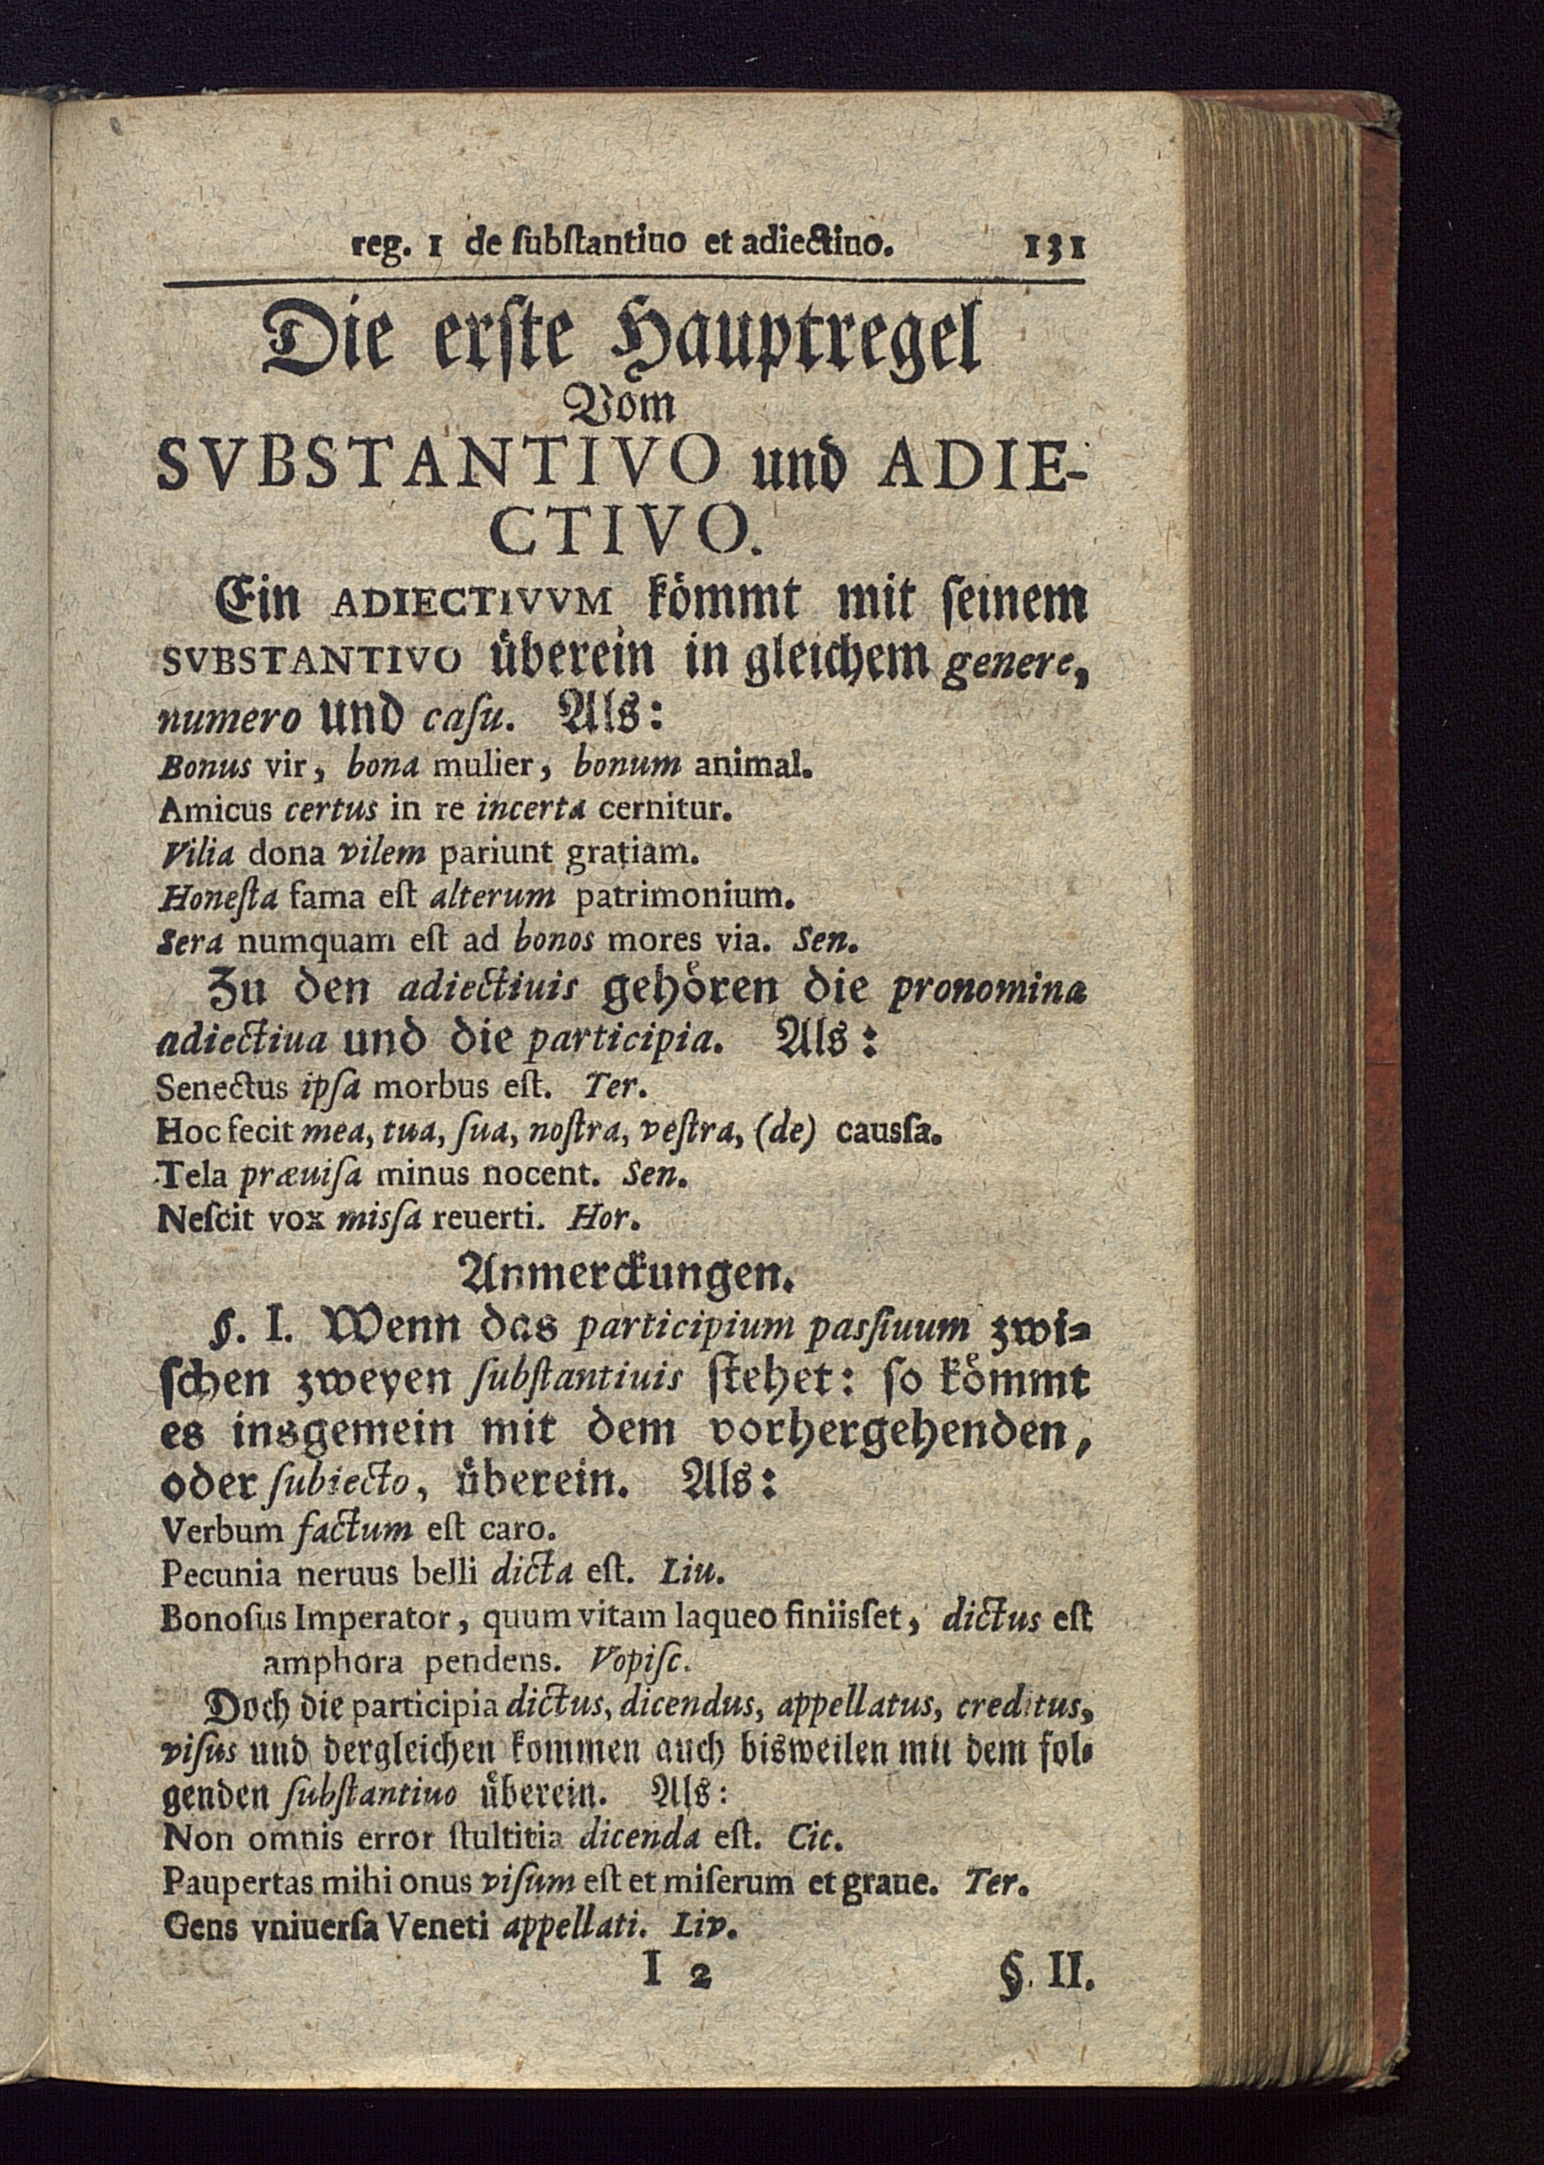 reg. 1 de ſubſtantiuo et adiectiuo. 131
Die erſte Hauptregel
Vom
SVBSTANTIVO und ADIE-
CTIVO.
Ein ADIECTIVVM kömmt mit ſeinem
SVBSTANTIVO überein in gleichem genere,
numero und caſu. Als:
Bonus vir, bona mulier, bonum animal.
Amicus certus in re incerta cernitur.
Vilia dona vilem pariunt gratiam.
Honeſta fama eſt alterum patrimonium.
Sera numquam eſt ad bonos mores via. Sen.
Zu den adiectiuis gehören die pronomina
adiectiua und die participia. Als:
Senectus ipſa morbus eſt. Ter.
Hoc fecit mea, tua, ſua, noſtra, veſtra, (de) causſa.
Tela præuiſa minus nocent. Sen.
Neſcit vox misſa reuerti. Hor.
Anmerckungen.
§. I. Wenn das participium pasſiuum zwi-
ſchen zweyen ſubſtantiuis ſtehet: ſo kömmt
es insgemein mit dem vorhergehenden,
oder ſubiecto, überein. Als:
Verbum factum eſt caro.
Pecunia neruus belli dicta eſt. Liu.
Bonoſus Imperator, quum vitam laqueo finiisſet, dictus eſt
amphora pendens. Vopiſc.
Doch die participia dictus, dicendus, appellatus, creditus,
viſus und dergleichen kommen auch bisweilen mit dem fol-
genden ſubſtantiuo überein. Als:
Non omnis error ſtultitia dicenda eſt. Cic.
Paupertas mihi onus viſum eſt et miſerum et graue. Ter.
Gens vniuerſa Veneti appellati. Liv.
I 2 §. II.